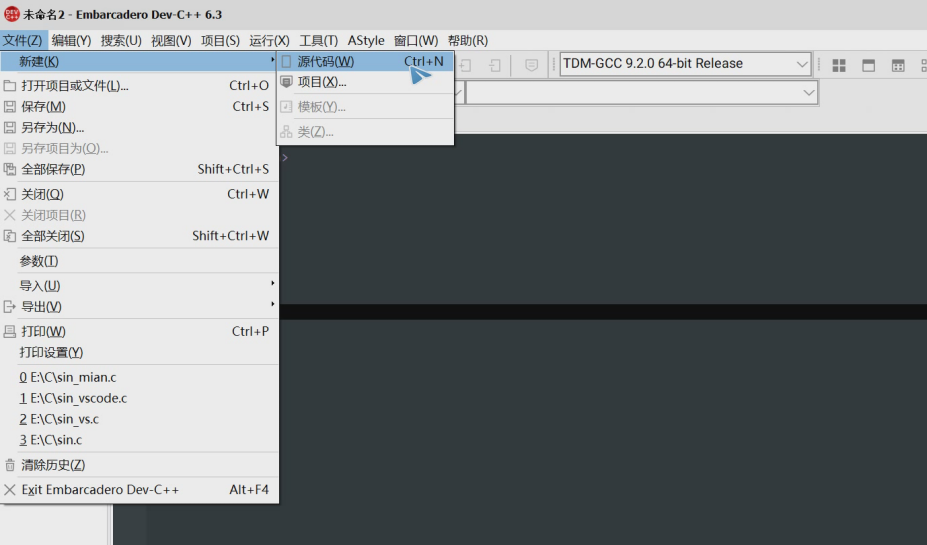 未命名2 - Embarcadero Dev-C++ 6.3
文件(Z) 编辑(Y) 搜索(U) 视图(V) 项目(S) 运行(X) 工具(T) AStyle 窗口(W) 帮助(R)
新建(K)
源代码(W) Ctrl+N
TDM-GCC 9.2.0 64-bit Release
打开项目或文件(L)... Ctrl+O
项目(X)...
保存(M) Ctrl+S
模板(Y)...
另存为(N)...
类(Z)...
另存项目为(O)...
全部保存(P) Shift+Ctrl+S
关闭(Q) Ctrl+W
关闭项目(R)
全部关闭(S) Shift+Ctrl+W
参数(T)
导入(U)
导出(V)
打印(W) Ctrl+P
打印设置(Y)
0 E:\C\sin_mian.c
1 E:\C\sin_vscode.c
2 E:\C\sin_vs.c
3 E:\C\sin.c
清除历史(Z)
Exit Embarcadero Dev-C++ Alt+F4